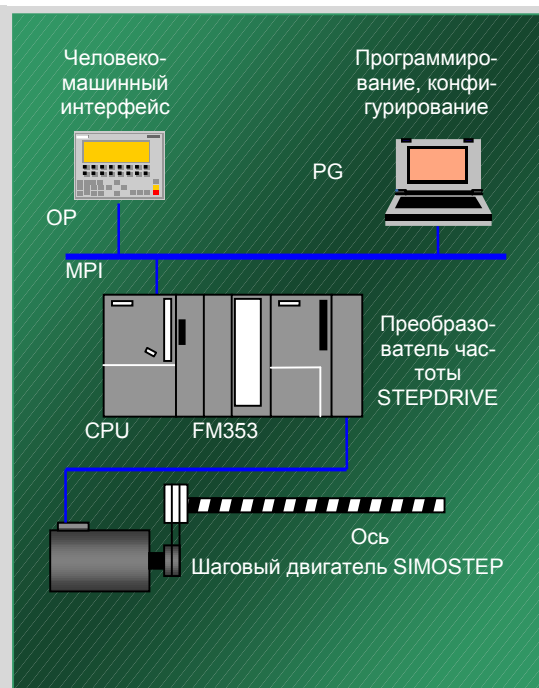 Человеко-
машинный
интерфейс
Программиро-
вание, конфи-
гурирование
PG
OP
MPI
Преобразо-
ватель час-
тоты
STEPDRIVE
CPU
FM353
Ось
Шаговый двигатель SIMOSTEP